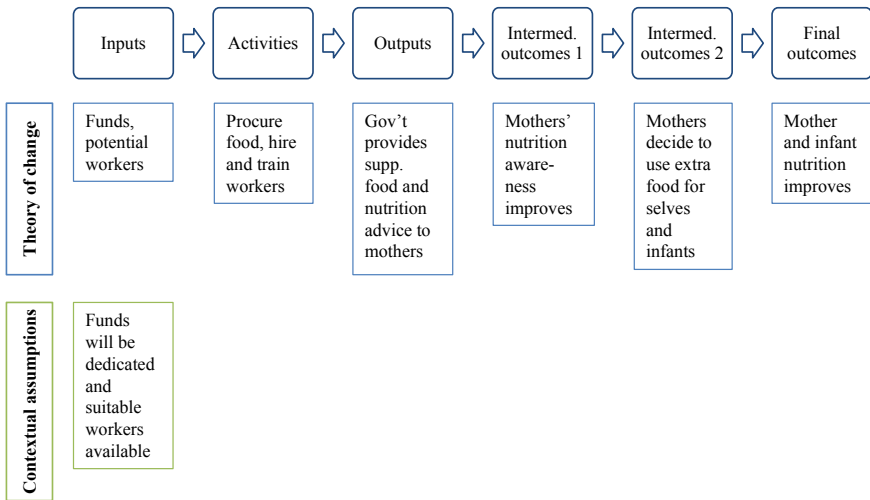 Inputs
Activities
Outputs
Intermed.
outcomes 1
Intermed.
outcomes 2
Final
outcomes
Theory of change
Funds,
potential
workers
Procure
food, hire
and train
workers
Gov't
provides
supp.
food and
nutrition
advice to
mothers
Mothers'
nutrition
aware-
ness
improves
Mothers
decide to
use extra
food for
selves
and
infants
Mother
and infant
nutrition
improves
Contextual assumptions
Funds
will be
dedicated
and
suitable
workers
available